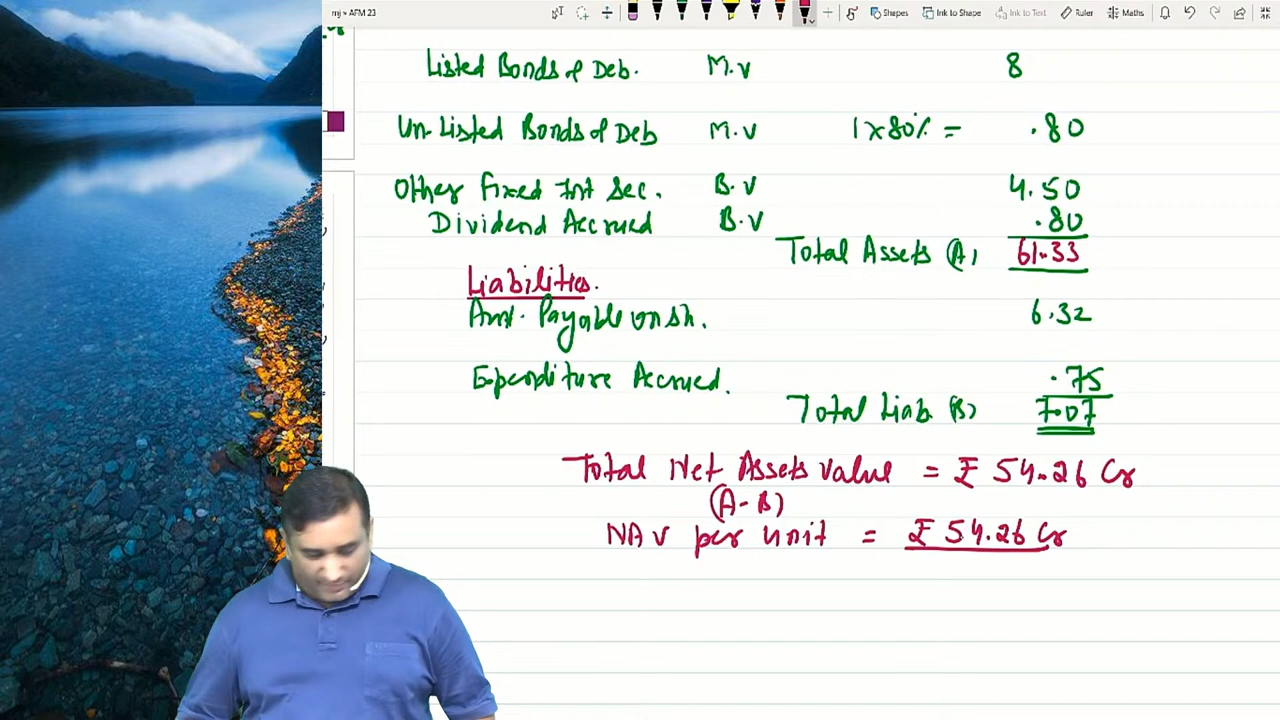 mj » AFM 23
Shapes Ink to Shape Ink to Text Ruler Maths
Listed Bonds & Deb. M.V 8
Un-Listed Bonds & Deb M.V 1 x 80% = .80
Other Fixed Int Sec. B.V 4.50
Dividend Accrued B.V .80
Total Assets (A) 61.33
Liabilities.
Amt. Payable on sh. 6.32
Expenditure Accrued. .75
Total Liab (B) 7.07
Total Net Assets Value = ₹ 54.26 Cr
(A-B)
NAV per unit = ₹ 54.26 Cr